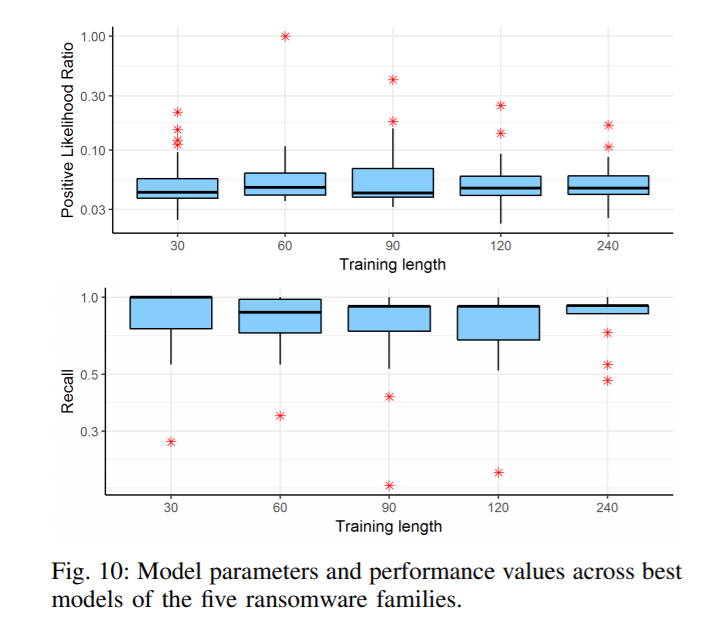 Positive Likelihood Ratio
1.00
0.30
0.10
0.03
30 60 90 120 240
Training length
Recall
1.0
0.5
0.3
30 60 90 120 240
Training length
Fig. 10: Model parameters and performance values across best
models of the five ransomware families.